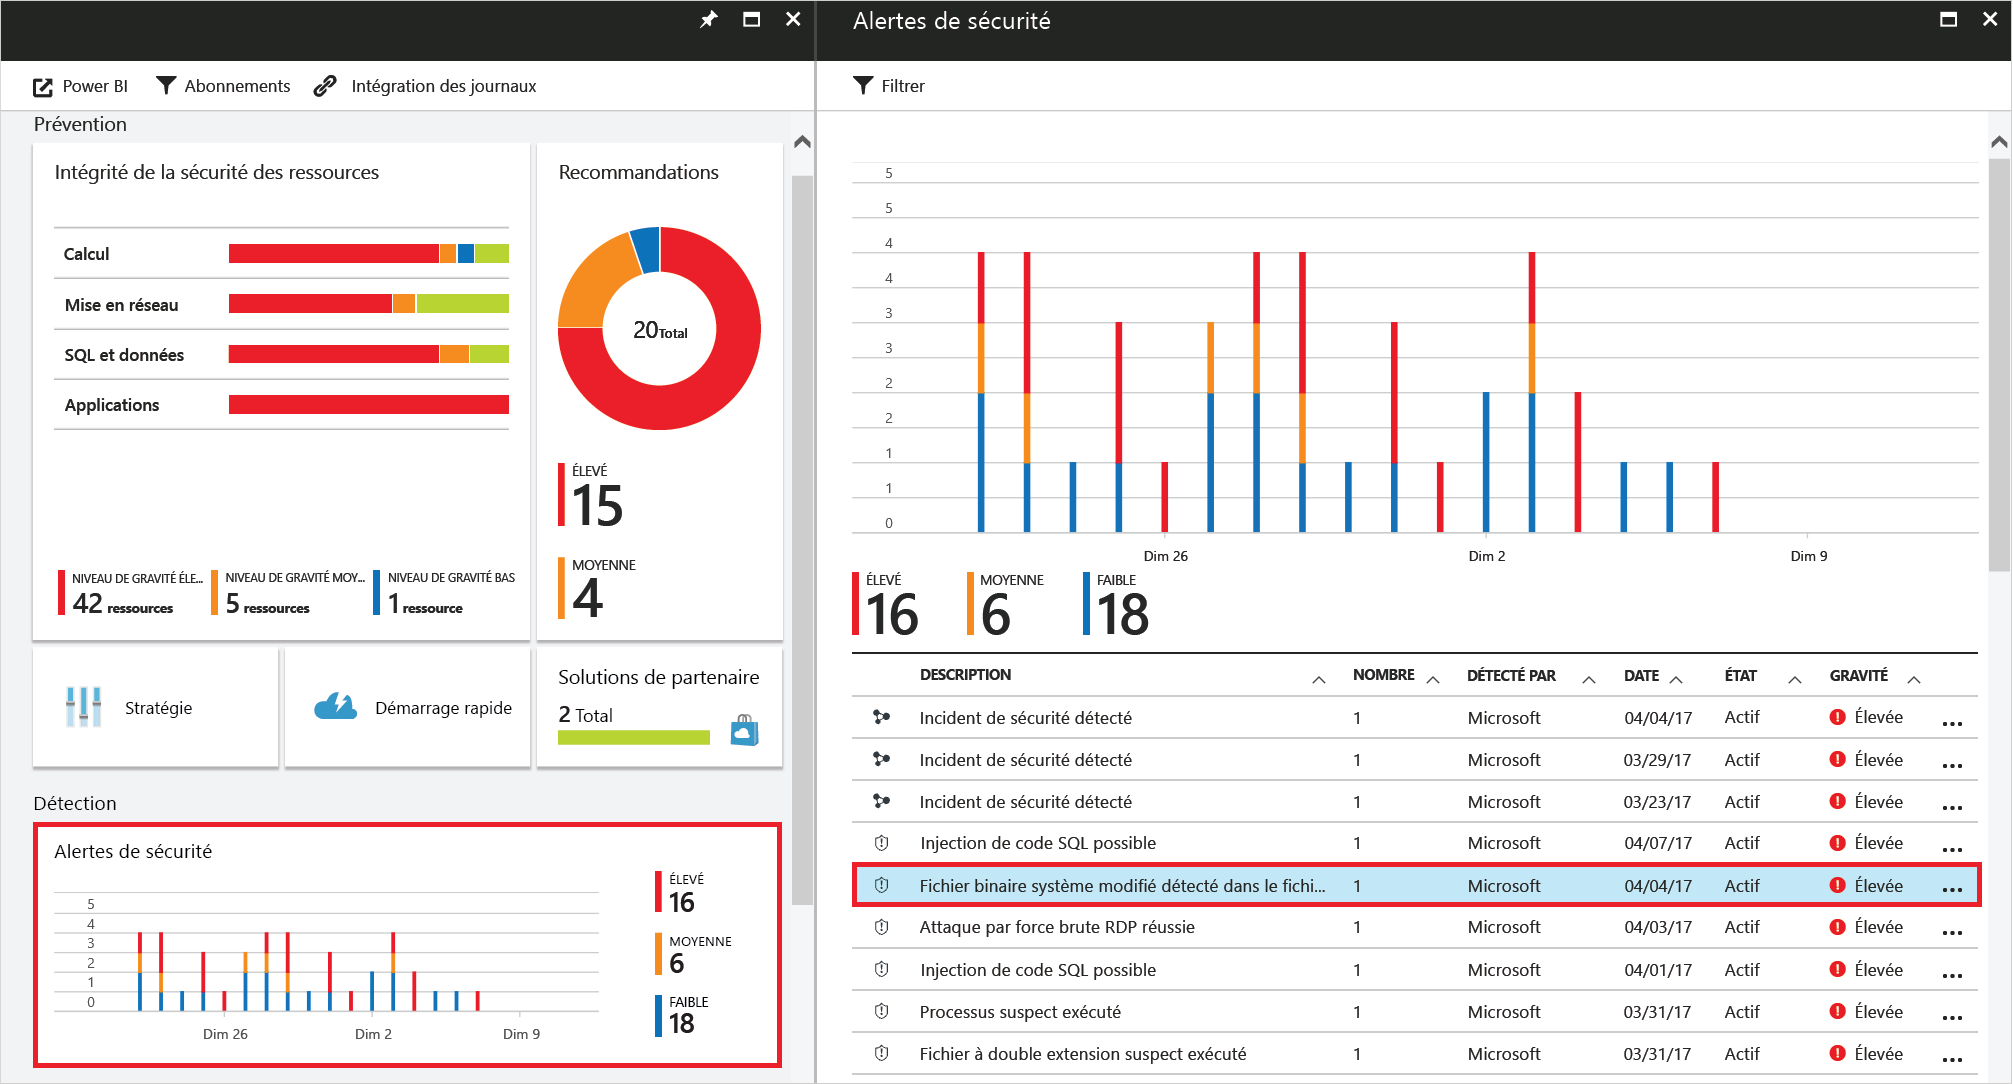 Power BI
Abonnements
Intégration des journaux
Prévention
Intégrité de la sécurité des ressources
Calcul
Mise en réseau
SQL et données
Applications
NIVEAU DE GRAVITÉ ÉLE...
42 ressources
NIVEAU DE GRAVITÉ MOY...
5 ressources
NIVEAU DE GRAVITÉ BAS
1 ressource
Recommandations
20Total
ÉLEVÉ
15
MOYENNE
4
Stratégie
Démarrage rapide
Solutions de partenaire
2 Total
Détection
Alertes de sécurité
5
4
3
2
1
0
Dim 26
Dim 2
Dim 9
ÉLEVÉ
16
MOYENNE
6
FAIBLE
18
Alertes de sécurité
Filtrer
5
5
4
4
3
3
2
2
1
1
0
Dim 26
Dim 2
Dim 9
ÉLEVÉ
16
MOYENNE
6
FAIBLE
18
DESCRIPTION NOMBRE DÉTECTÉ PAR DATE ÉTAT GRAVITÉ
Incident de sécurité détecté 1 Microsoft 04/04/17 Actif Élevée ...
Incident de sécurité détecté 1 Microsoft 03/29/17 Actif Élevée ...
Incident de sécurité détecté 1 Microsoft 03/23/17 Actif Élevée ...
Injection de code SQL possible 1 Microsoft 04/07/17 Actif Élevée ...
Fichier binaire système modifié détecté dans le fichi... 1 Microsoft 04/04/17 Actif Élevée ...
Attaque par force brute RDP réussie 1 Microsoft 04/03/17 Actif Élevée ...
Injection de code SQL possible 1 Microsoft 04/01/17 Actif Élevée ...
Processus suspect exécuté 1 Microsoft 03/31/17 Actif Élevée ...
Fichier à double extension suspect exécuté 1 Microsoft 03/31/17 Actif Élevée ...